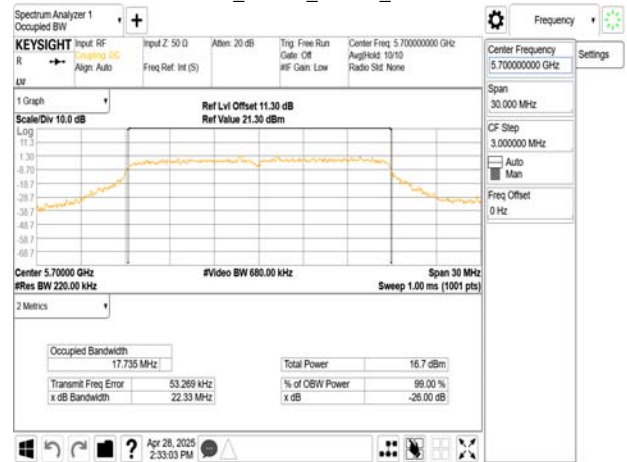 Spectrum Analyzer 1
Occupied BW
+
Frequency
KEYSIGHT
R
LV
Input: RF
Coupling: DC
Align: Auto
Input Z: 50 Ω
Freq Ref: Int (S)
Atten: 20 dB
Trig: Free Run
Gate: Off
#IF Gain: Low
Center Freq: 5.700000000 GHz
Avg|Hold: 10/10
Radio Std: None
Center Frequency
5.700000000 GHz
Settings
Span
30.000 MHz
CF Step
3.000000 MHz
Auto
Man
Freq Offset
0 Hz
1 Graph
Scale/Div 10.0 dB
Ref Lvl Offset 11.30 dB
Ref Value 21.30 dBm
Log
11.3
1.30
-8.70
-18.7
-28.7
-38.7
-48.7
-58.7
-68.7
Center 5.70000 GHz
#Res BW 220.00 kHz
#Video BW 680.00 kHz
Span 30 MHz
Sweep 1.00 ms (1001 pts)
2 Metrics
Occupied Bandwidth
17.735 MHz
Transmit Freq Error 53.269 kHz
x dB Bandwidth 22.33 MHz
Total Power 16.7 dBm
% of OBW Power 99.00 %
x dB -26.00 dB
?
Apr 28, 2025
2:33:03 PM